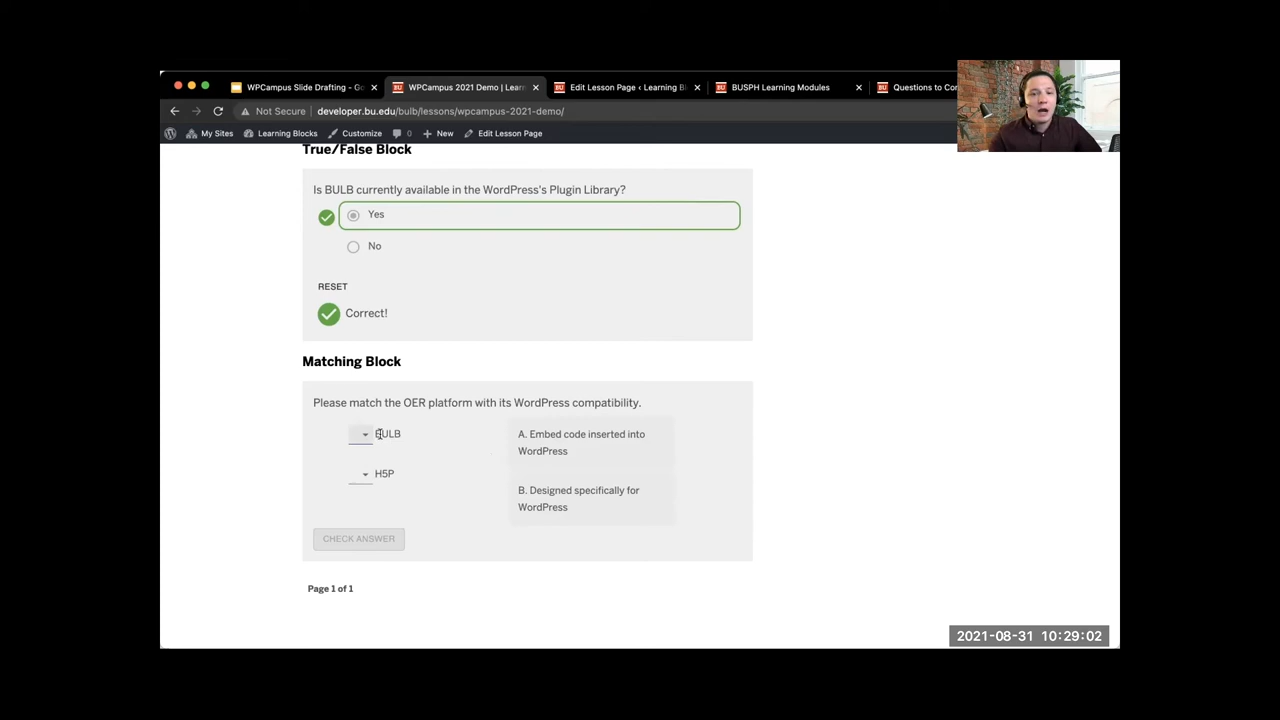 WPCampus Slide Drafting - Go
WPCampus 2021 Demo | Learn
Edit Lesson Page ‹ Learning Bl
BUSPH Learning Modules
Questions to Con
Not Secure
developer.bu.edu/bulb/lessons/wpcampus-2021-demo/
My Sites
Learning Blocks
Customize
0
New
Edit Lesson Page
True/False Block
Is BULB currently available in the WordPress's Plugin Library?
Yes
No
RESET
Correct!
Matching Block
Please match the OER platform with its WordPress compatibility.
BULB
H5P
A. Embed code inserted into
WordPress
B. Designed specifically for
WordPress
CHECK ANSWER
Page 1 of 1
2021-08-31 10:29:02